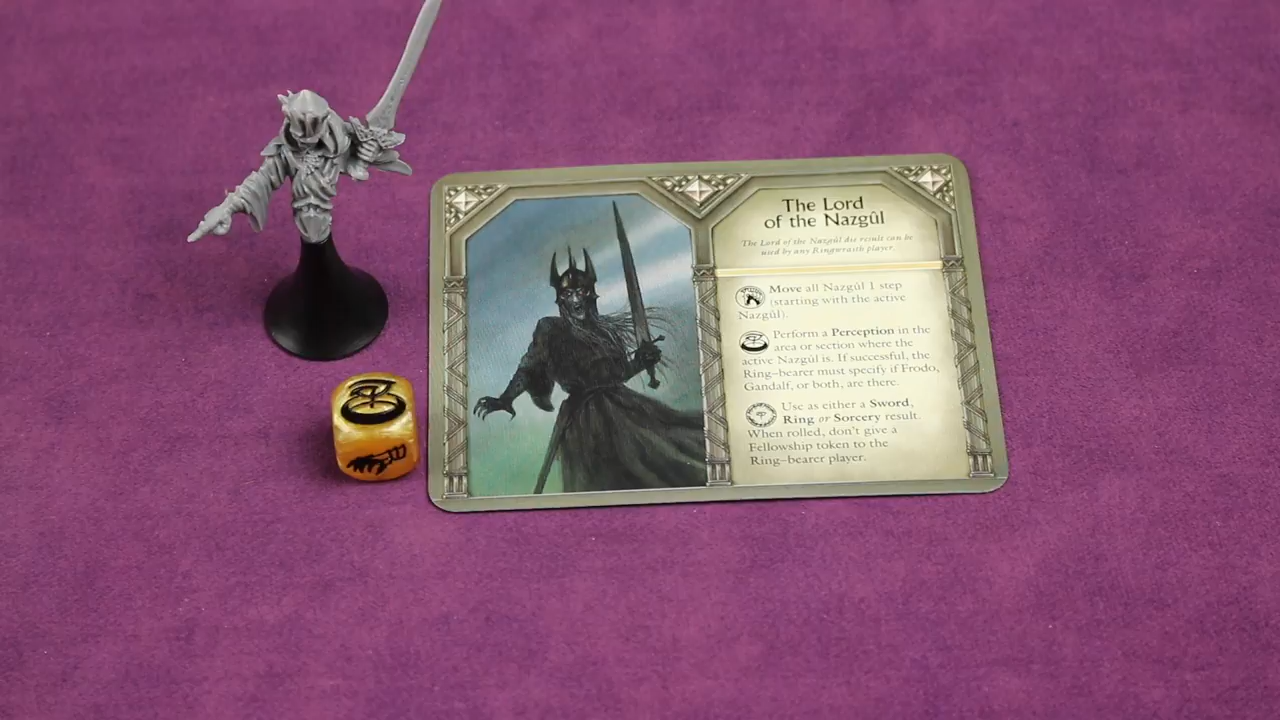 The Lord
of the Nazgûl
The Lord of the Nazgûl die result can be
used by any Ringwraith player.
Move all Nazgûl 1 step
(starting with the active
Nazgûl).
Perform a Perception in the
area or section where the
active Nazgûl is. If successful, the
Ring–bearer must specify if Frodo,
Gandalf, or both, are there.
Use as either a Sword,
Ring or Sorcery result.
When rolled, don't give a
Fellowship token to the
Ring–bearer player.